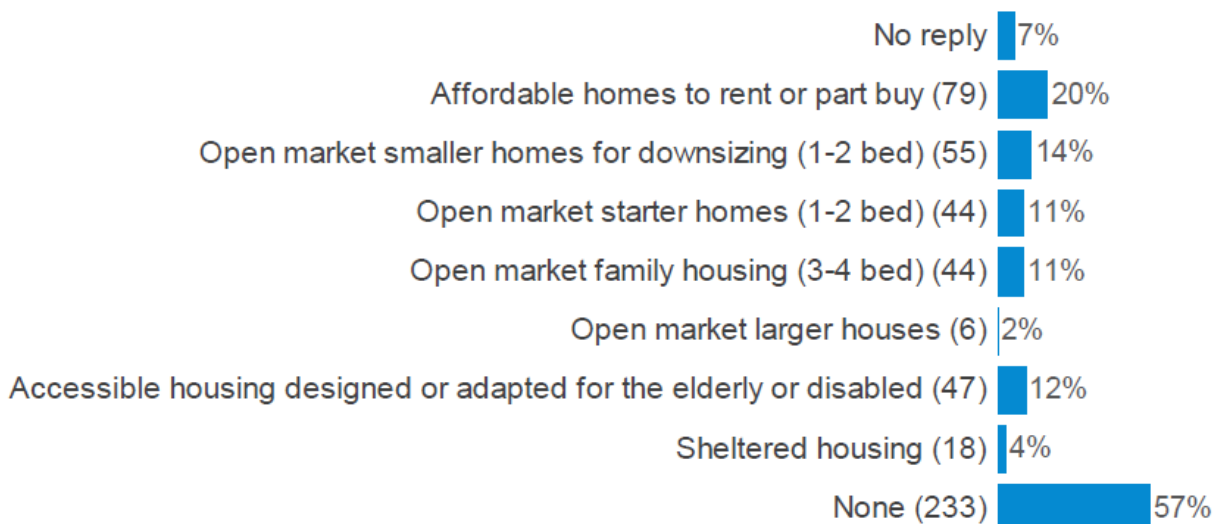 No reply 7%
Affordable homes to rent or part buy (79) 20%
Open market smaller homes for downsizing (1-2 bed) (55) 14%
Open market starter homes (1-2 bed) (44) 11%
Open market family housing (3-4 bed) (44) 11%
Open market larger houses (6) 2%
Accessible housing designed or adapted for the elderly or disabled (47) 12%
Sheltered housing (18) 4%
None (233) 57%